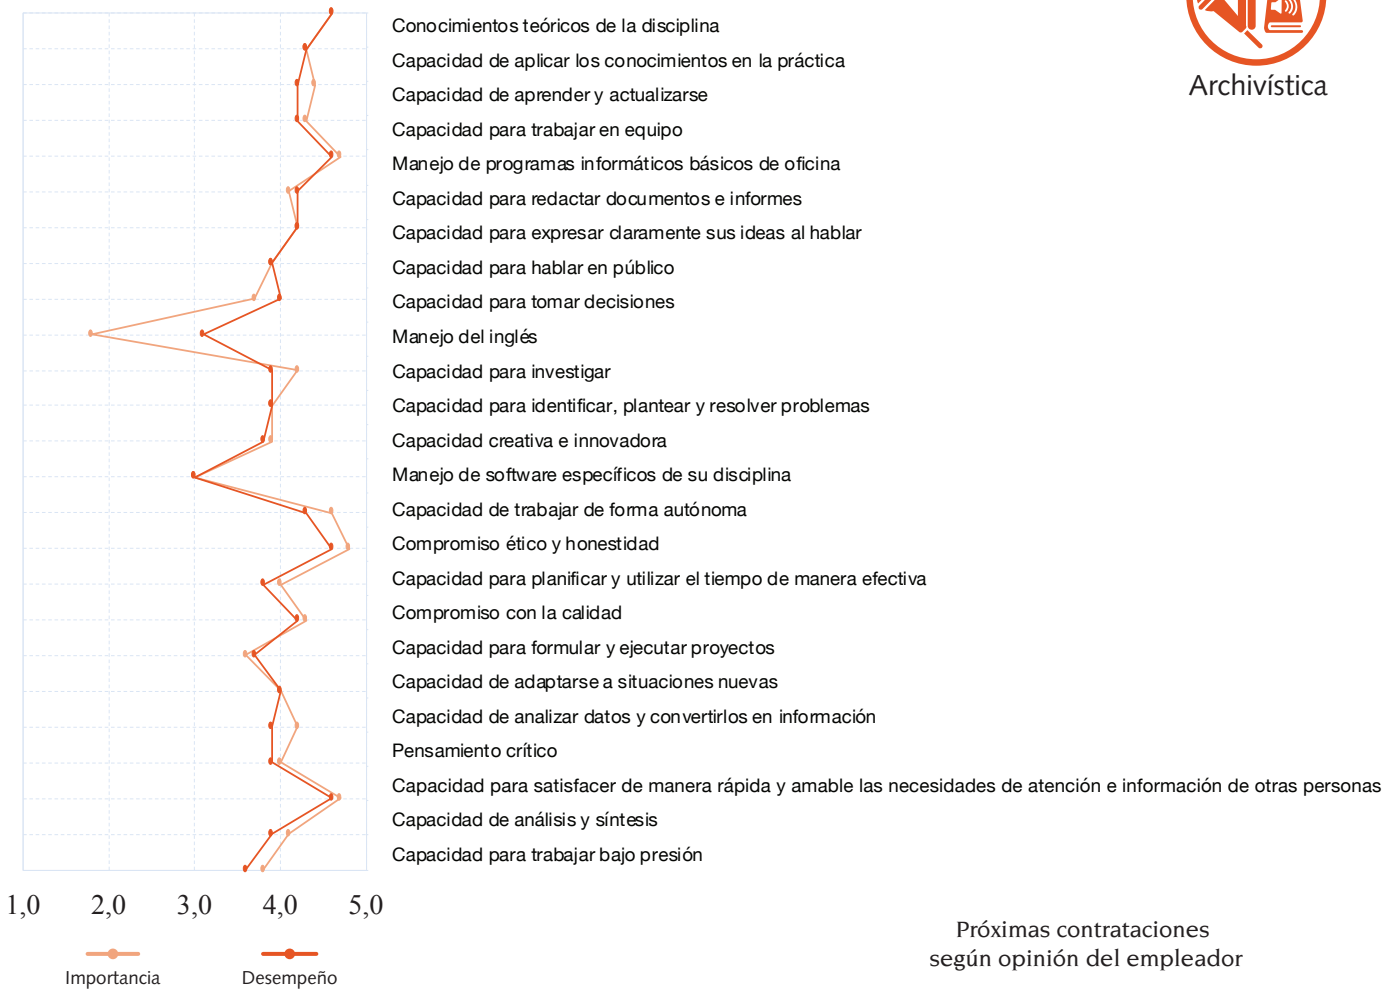 Archivística
Conocimientos teóricos de la disciplina
Capacidad de aplicar los conocimientos en la práctica
Capacidad de aprender y actualizarse
Capacidad para trabajar en equipo
Manejo de programas informáticos básicos de oficina
Capacidad para redactar documentos e informes
Capacidad para expresar claramente sus ideas al hablar
Capacidad para hablar en público
Capacidad para tomar decisiones
Manejo del inglés
Capacidad para investigar
Capacidad para identificar, plantear y resolver problemas
Capacidad creativa e innovadora
Manejo de software específicos de su disciplina
Capacidad de trabajar de forma autónoma
Compromiso ético y honestidad
Capacidad para planificar y utilizar el tiempo de manera efectiva
Compromiso con la calidad
Capacidad para formular y ejecutar proyectos
Capacidad de adaptarse a situaciones nuevas
Capacidad de analizar datos y convertirlos en información
Pensamiento crítico
Capacidad para satisfacer de manera rápida y amable las necesidades de atención e información de otras personas
Capacidad de análisis y síntesis
Capacidad para trabajar bajo presión
1,0 2,0 3,0 4,0 5,0
Importancia Desempeño
Próximas contrataciones
según opinión del empleador